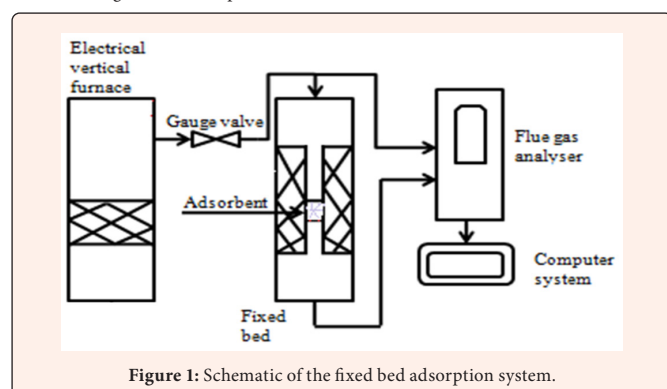 Electrical
vertical
furnace
Gauge valve
Adsorbent
Fixed
bed
Flue gas
analyser
Computer
system
Figure 1: Schematic of the fixed bed adsorption system.